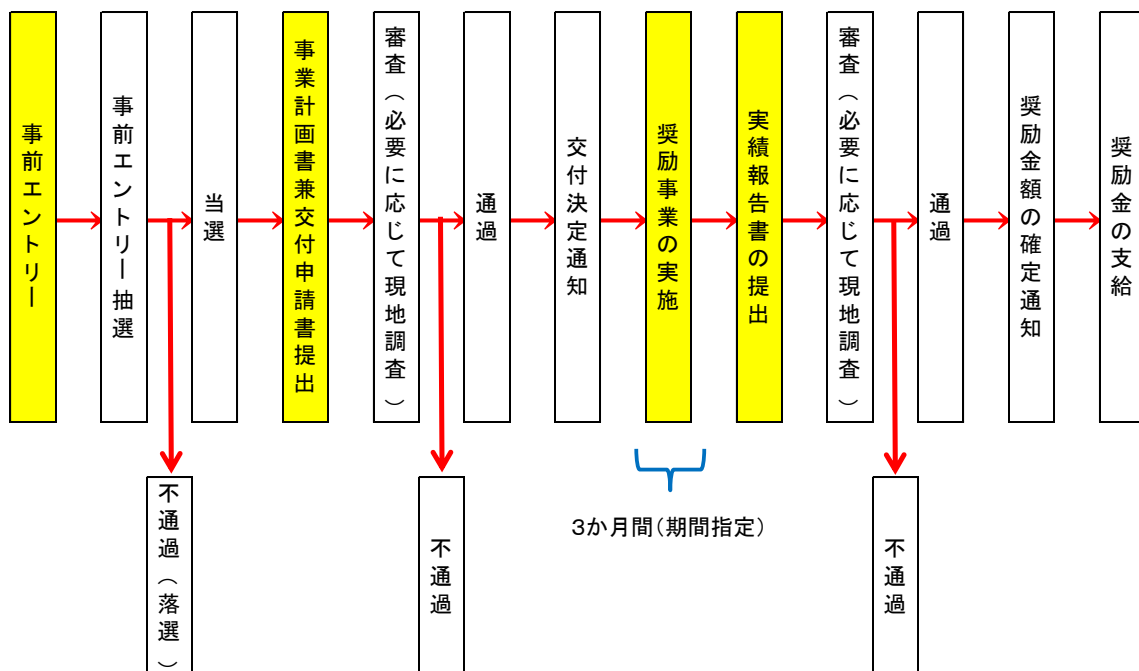 事前エントリー
事前エントリー抽選
当選
事業計画書兼交付申請書提出
審査（必要に応じて現地調査）
通過
交付決定通知
奨励事業の実施
実績報告書の提出
審査（必要に応じて現地調査）
通過
奨励金額の確定通知
奨励金の支給
不通過（落選）
不通過
3か月間（期間指定）
不通過